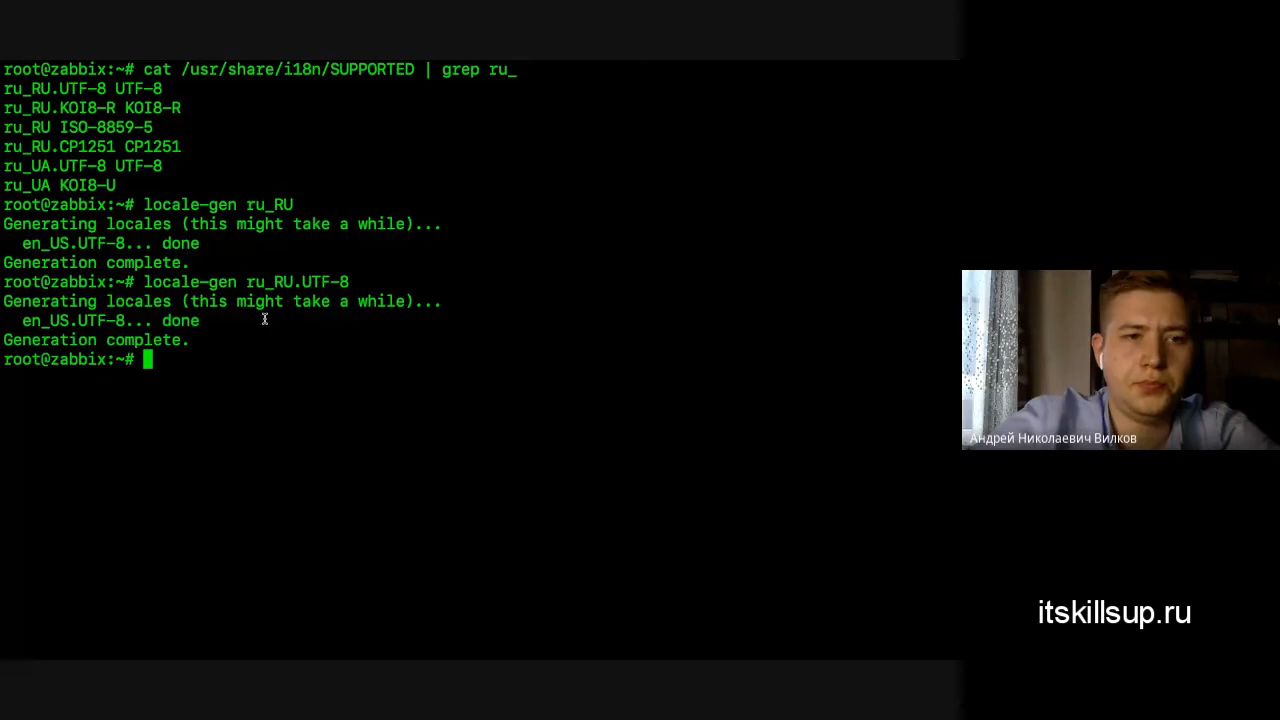 root@zabbix:~# cat /usr/share/i18n/SUPPORTED | grep ru_
ru_RU.UTF-8 UTF-8
ru_RU.KOI8-R KOI8-R
ru_RU ISO-8859-5
ru_RU.CP1251 CP1251
ru_UA.UTF-8 UTF-8
ru_UA KOI8-U
root@zabbix:~# locale-gen ru_RU
Generating locales (this might take a while)...
  en_US.UTF-8... done
Generation complete.
root@zabbix:~# locale-gen ru_RU.UTF-8
Generating locales (this might take a while)...
  en_US.UTF-8... done
Generation complete.
root@zabbix:~#
Андрей Николаевич Вилков
itskillsup.ru